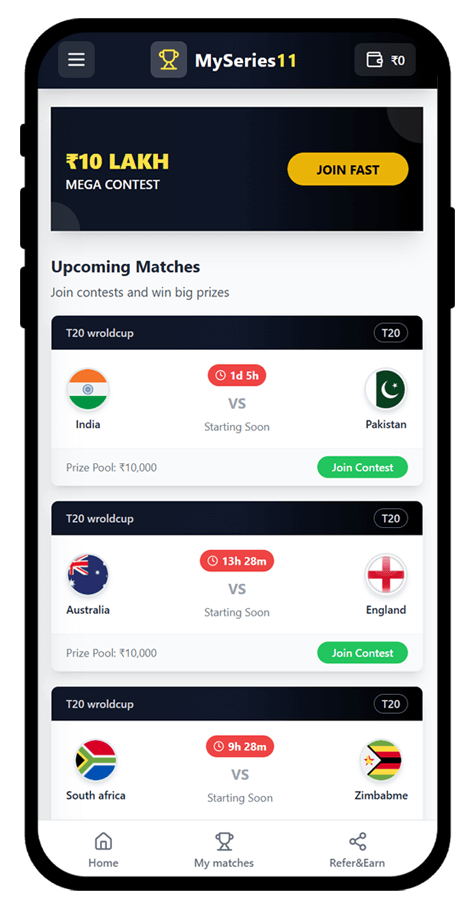 MySeries11
₹0
₹10 LAKH
MEGA CONTEST
JOIN FAST
Upcoming Matches
Join contests and win big prizes
T20 wroldcup
T20
1d 5h
VS
India
Pakistan
Starting Soon
Prize Pool: ₹10,000
Join Contest
T20 wroldcup
T20
13h 28m
VS
Australia
England
Starting Soon
Prize Pool: ₹10,000
Join Contest
T20 wroldcup
T20
9h 28m
VS
South africa
Zimbabme
Starting Soon
Home
My matches
Refer&Earn